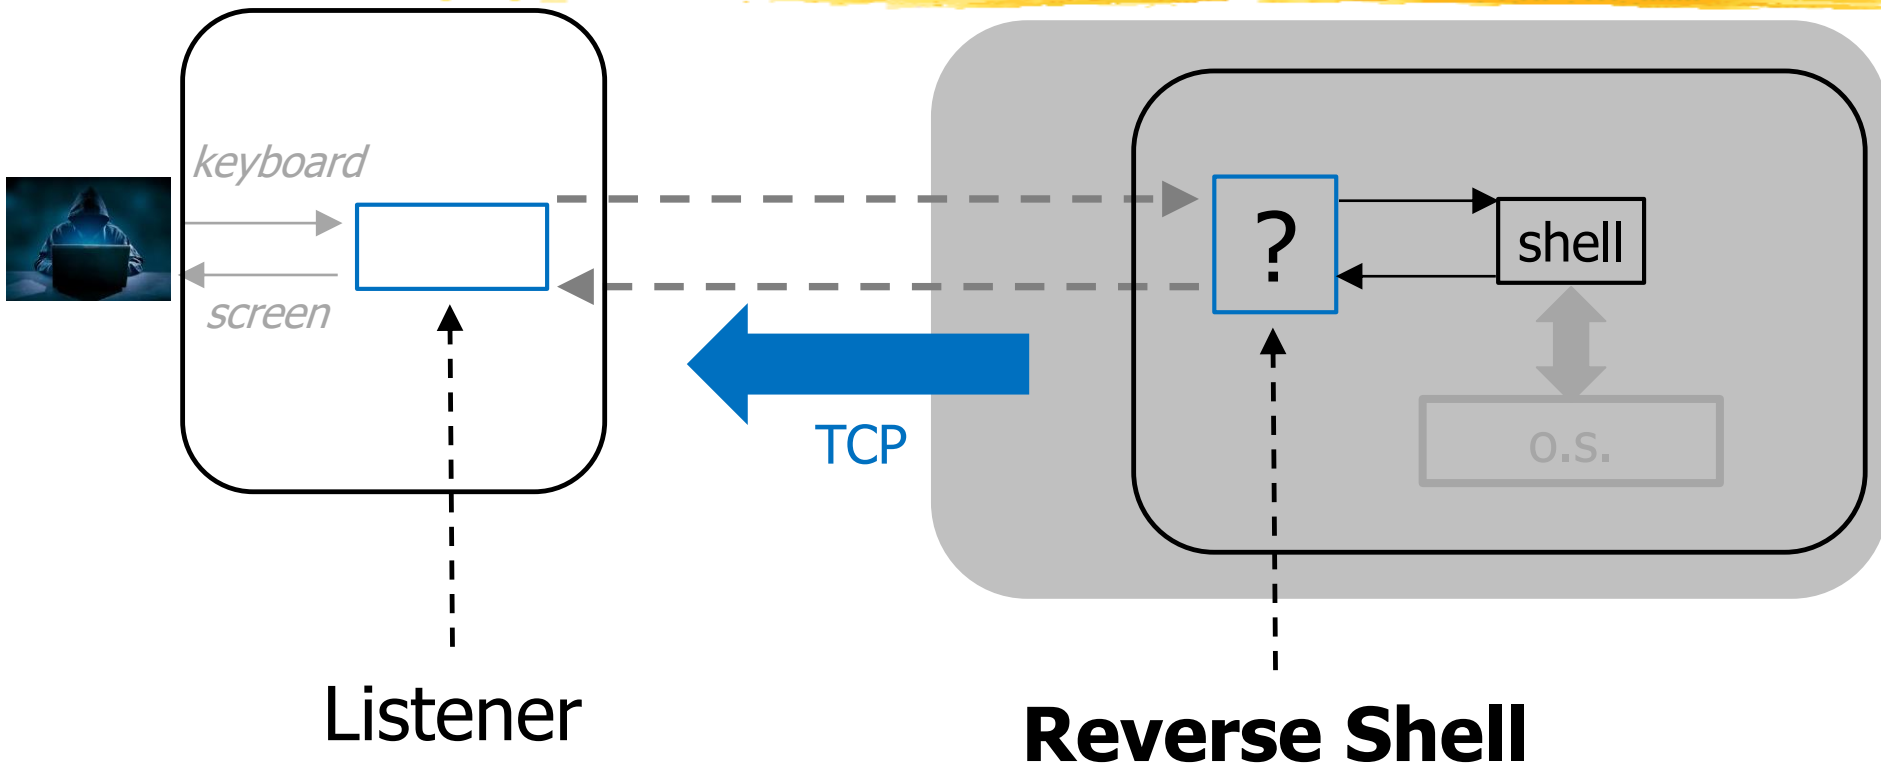 keyboard
screen
?
shell
o.s.
TCP
Listener
Reverse Shell